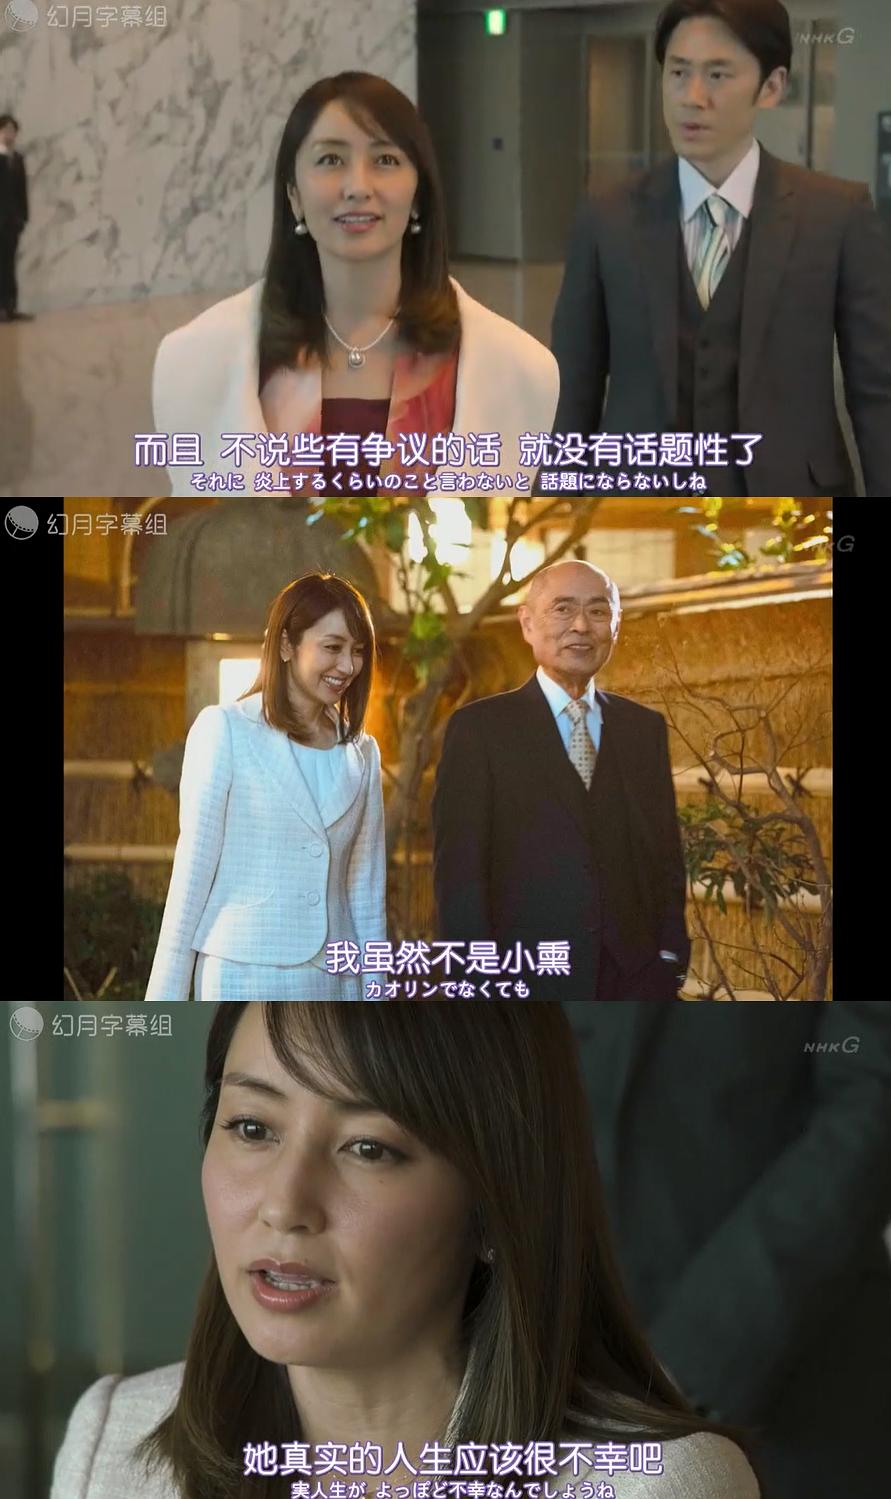 幻月字幕组
NHK G
而且 不说些有争议的话 就没有话题性了
それに 炎上するくらいのこと言わないと 話題にならないしね
幻月字幕组
NHK G
我虽然不是小熏
カオリンでなくても
幻月字幕组
NHK G
她真实的人生应该很不幸吧
実人生が よっぽど不幸なんでしょうね